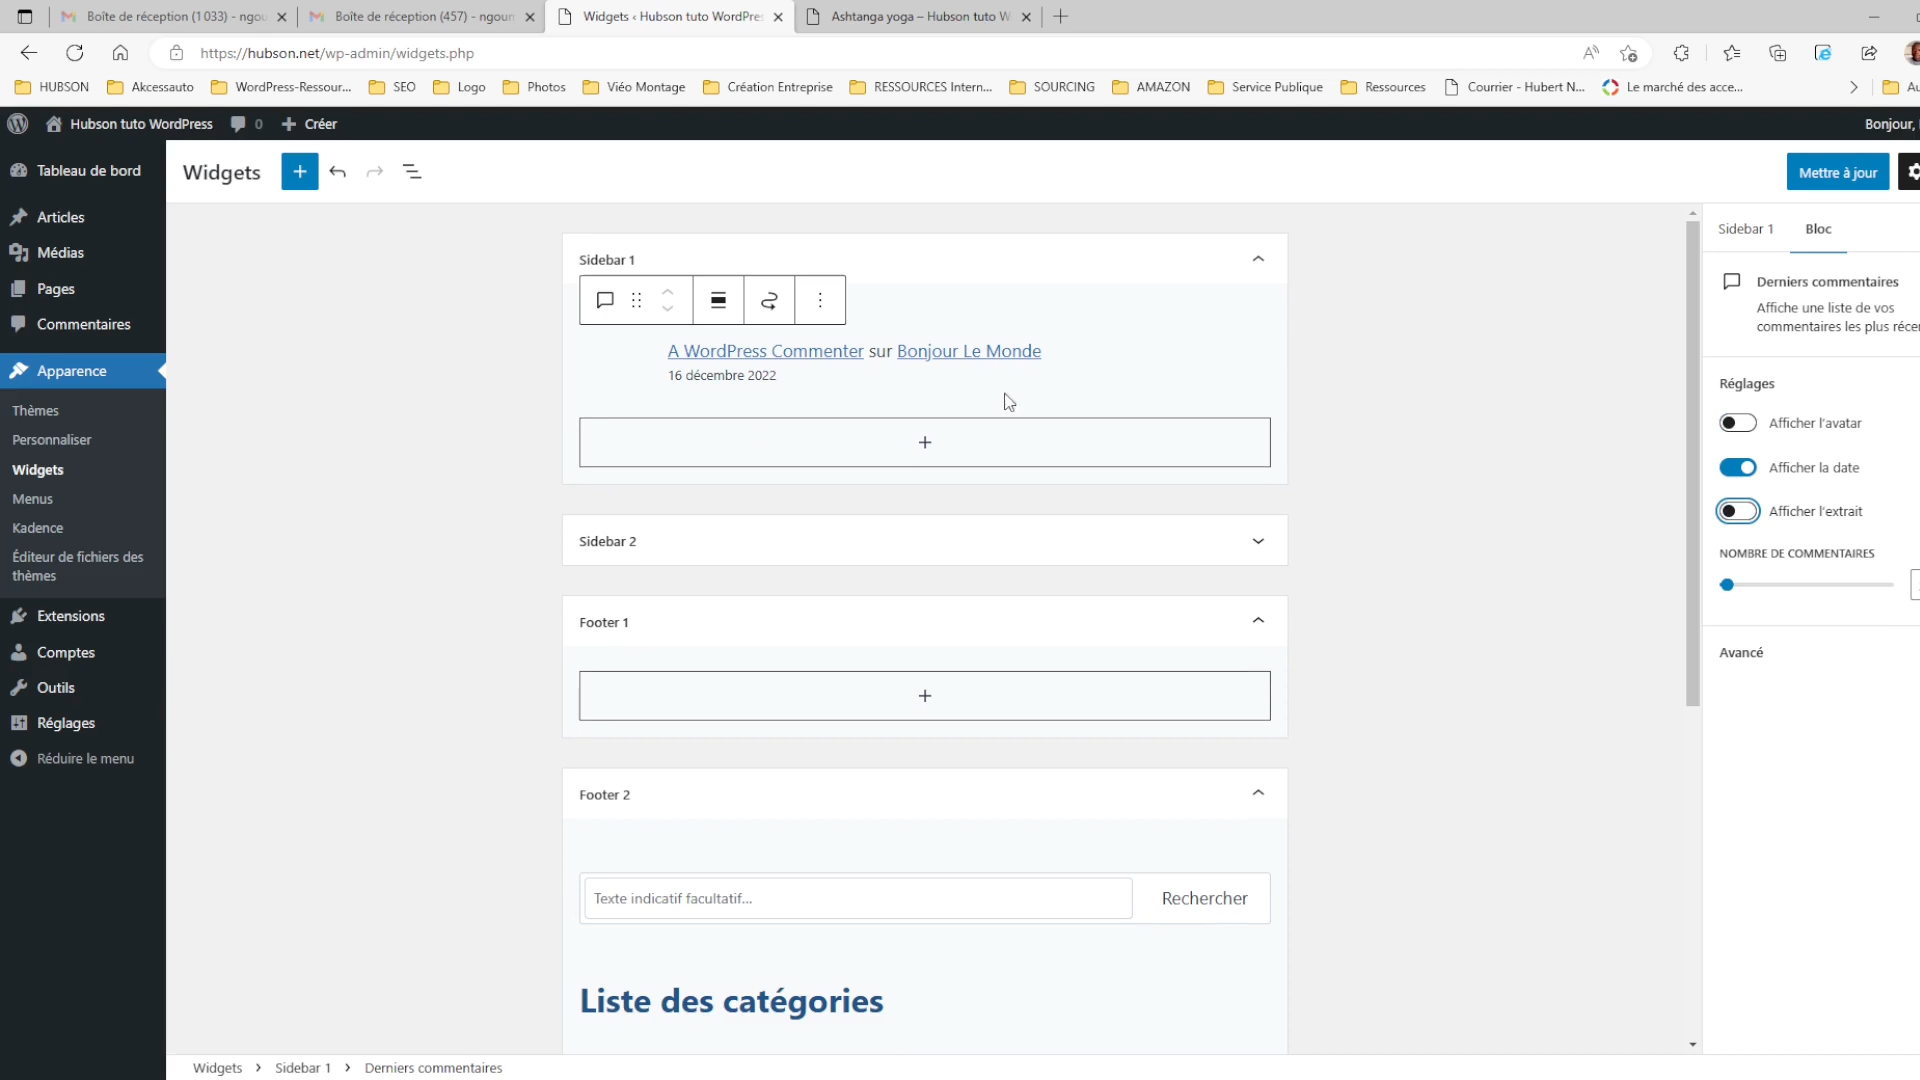 Boîte de réception (1 033) - ngou
Boîte de réception (457) - ngoun
Widgets ‹ Hubson tuto WordPres
Ashtanga yoga – Hubson tuto W
https://hubson.net/wp-admin/widgets.php
HUBSON
Akcessauto
WordPress-Ressour...
SEO
Logo
Photos
Viéo Montage
Création Entreprise
RESSOURCES Intern...
SOURCING
AMAZON
Service Publique
Ressources
Courrier - Hubert N...
Le marché des acce...
Au
Hubson tuto WordPress
0
Créer
Bonjour,
Tableau de bord
Articles
Médias
Pages
Commentaires
Apparence
Thèmes
Personnaliser
Widgets
Menus
Kadence
Éditeur de fichiers des
thèmes
Extensions
Comptes
Outils
Réglages
Réduire le menu
Widgets
Mettre à jour
Sidebar 1
A WordPress Commenter sur Bonjour Le Monde
16 décembre 2022
Sidebar 2
Footer 1
Footer 2
Texte indicatif facultatif...
Rechercher
Liste des catégories
Sidebar 1
Bloc
Derniers commentaires
Affiche une liste de vos
commentaires les plus réce
Réglages
Afficher l'avatar
Afficher la date
Afficher l'extrait
NOMBRE DE COMMENTAIRES
Avancé
Widgets > Sidebar 1 > Derniers commentaires